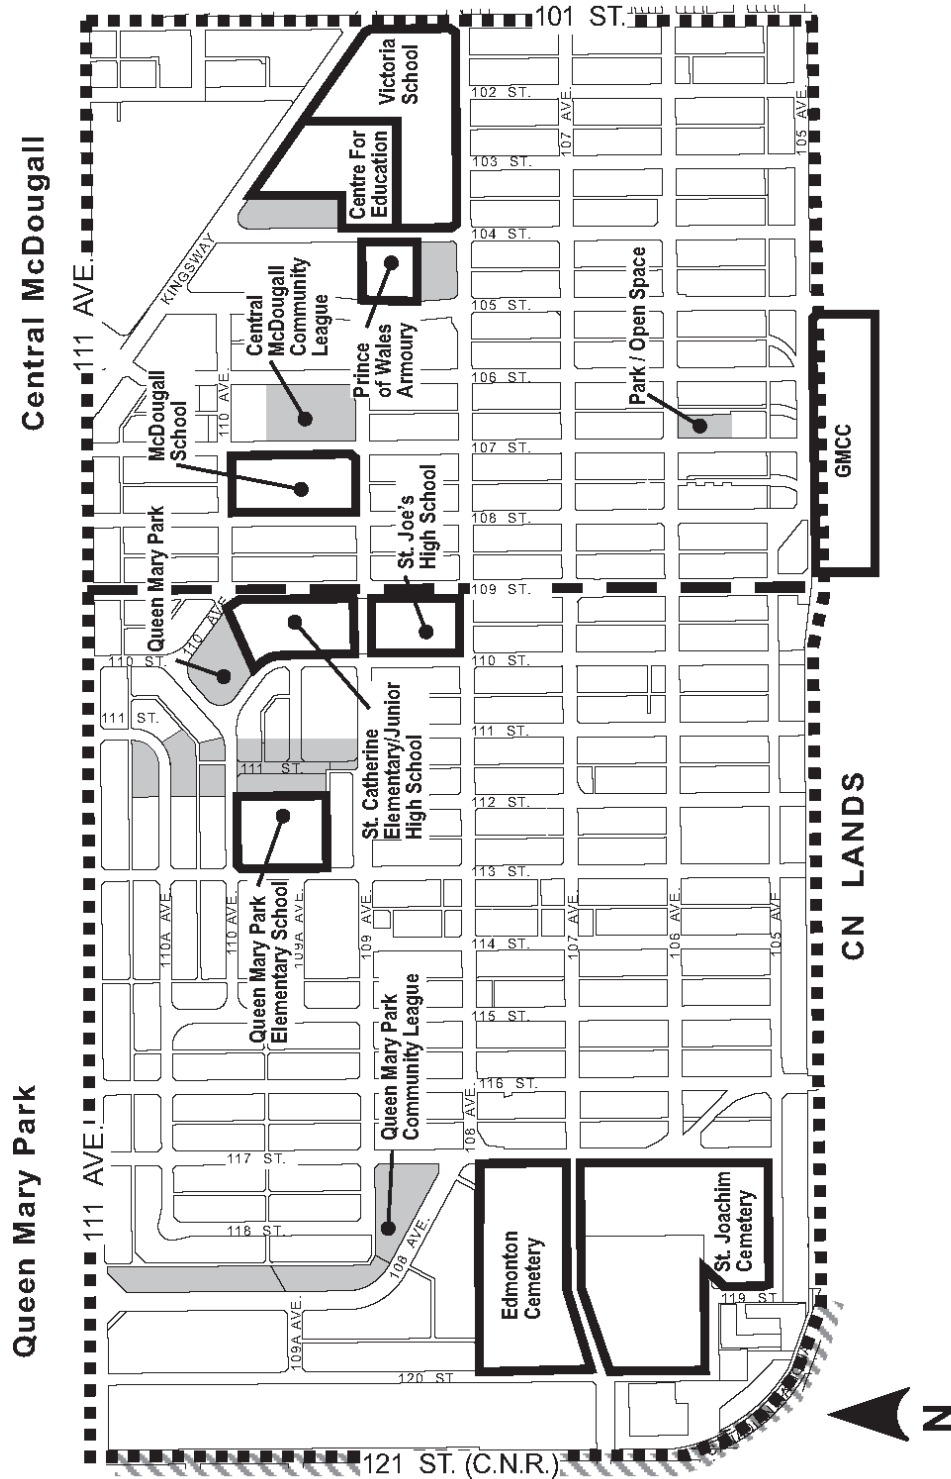 Queen Mary Park
Central McDougall
111 AVE.
111 AVE.
101 ST.
102 ST.
103 ST.
104 ST.
105 ST.
106 ST.
107 ST.
108 ST.
109 ST.
110 ST.
111 ST.
112 ST.
113 ST.
114 ST.
115 ST.
116 ST.
117 ST.
118 ST.
119 ST
120 ST
121 ST. (C.N.R.)
KINGSWAY
Victoria
School
Centre For
Education
Prince
of Wales
Armoury
Central
McDougall
Community
League
McDougall
School
Queen Mary Park
St. Joe's
High School
St. Catherine
Elementary/Junior
High School
Queen Mary Park
Elementary School
Queen Mary Park
Community League
Park / Open Space
Edmonton
Cemetery
St. Joachim
Cemetery
GMCC
CN LANDS
110 ST.
111 ST.
111 ST.
110 AVE.
110 AVE
110A AVE.
110 AVE.
109A AVE.
109 AVE.
109A AVE.
108 AVE.
108 AVE.
107 AVE.
107 AVE.
106 AVE.
105 AVE.
105 AVE.
N